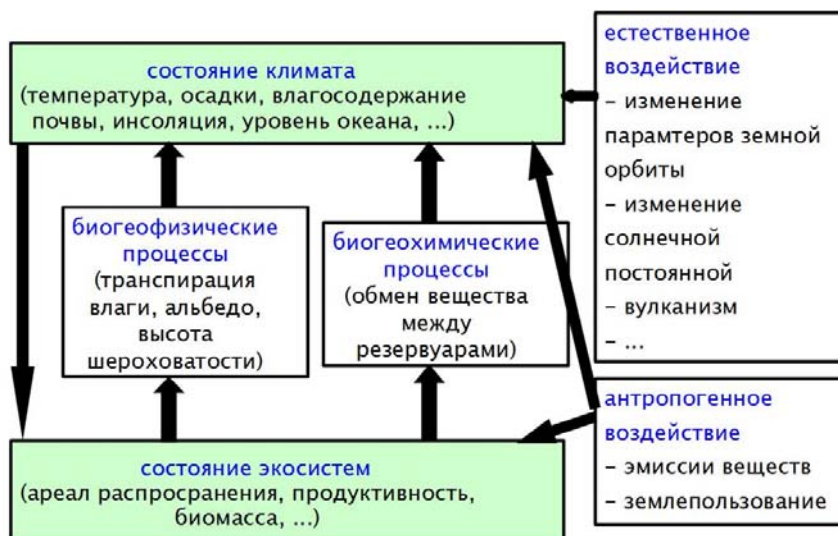 состояние климата
(температура, осадки, влагосодержание
почвы, инсоляция, уровень океана, ...)
естественное
воздействие
– изменение
парамтеров земной
орбиты
– изменение
солнечной
постоянной
– вулканизм
– ...
биогеофизические
процессы
(транспирация
влаги, альбедо,
высота
шероховатости)
биогеохимические
процессы
(обмен вещества
между
резервуарами)
антропогенное
воздействие
– эмиссии веществ
– землепользование
состояние экосистем
(ареал распросранения, продуктивность,
биомасса, ...)